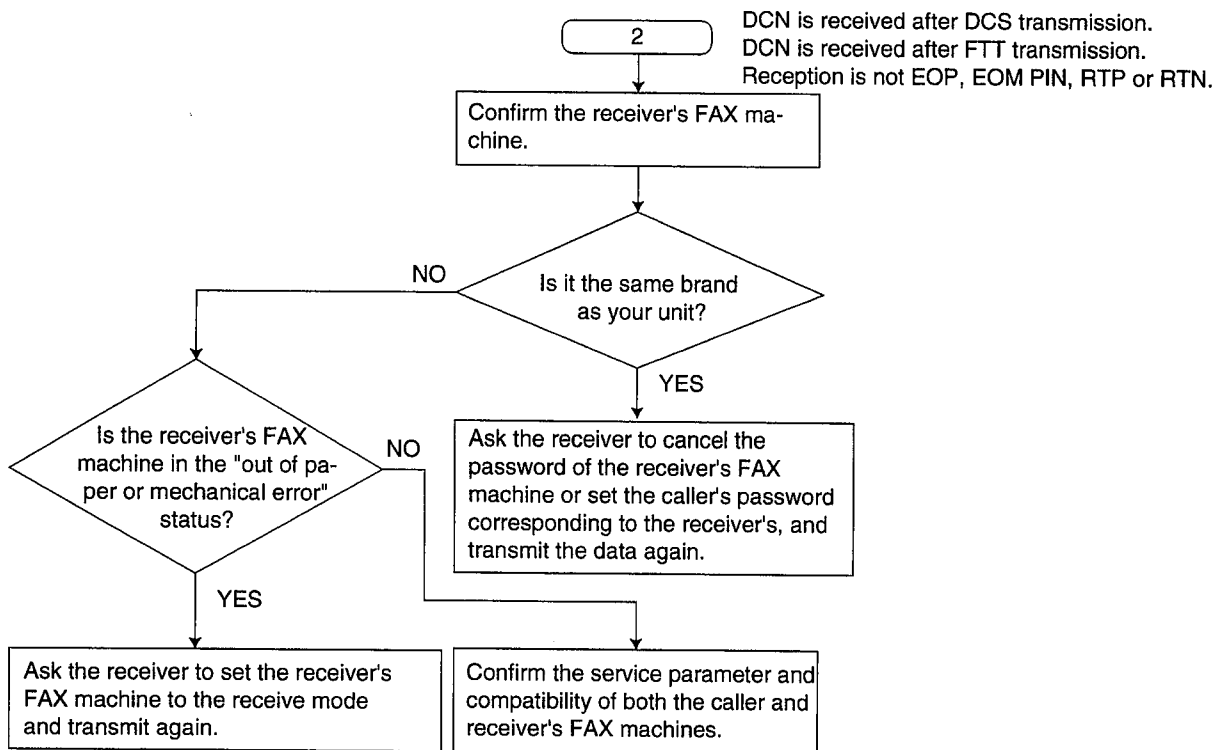 2
DCN is received after DCS transmission.
DCN is received after FTT transmission.
Reception is not EOP, EOM PIN, RTP or RTN.
Confirm the receiver's FAX ma-
chine.
NO
Is it the same brand
as your unit?
YES
Is the receiver's FAX
machine in the "out of pa-
per or mechanical error"
status?
NO
Ask the receiver to cancel the
password of the receiver's FAX
machine or set the caller's password
corresponding to the receiver's, and
transmit the data again.
YES
Ask the receiver to set the receiver's
FAX machine to the receive mode
and transmit again.
Confirm the service parameter and
compatibility of both the caller and
receiver's FAX machines.